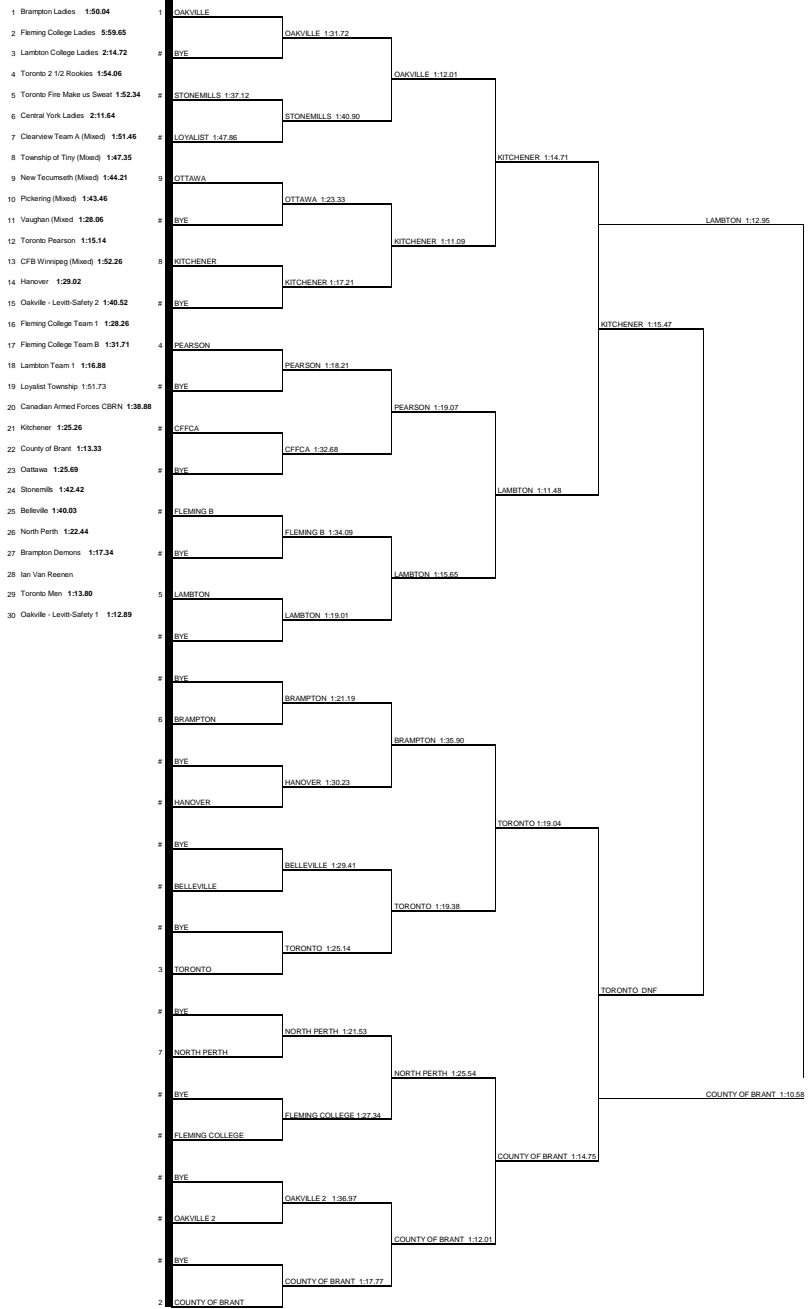 1 Brampton Ladies 1:50.04
2 Fleming College Ladies 5:59.65
3 Lambton College Ladies 2:14.72
4 Toronto 2 1/2 Rookies 1:54.06
5 Toronto Fire Make us Sweat 1:52.34
6 Central York Ladies 2:11.64
7 Clearview Team A (Mixed) 1:51.46
8 Township of Tiny (Mixed) 1:47.35
9 New Tecumseth (Mixed) 1:44.21
10 Pickering (Mixed) 1:43.46
11 Vaughan (Mixed 1:28.06
12 Toronto Pearson 1:15.14
13 CFB Winnipeg (Mixed) 1:52.26
14 Hanover 1:29.02
15 Oakville - Levitt-Safety 2 1:40.52
16 Fleming College Team 1 1:28.26
17 Fleming College Team B 1:31.71
18 Lambton Team 1 1:16.88
19 Loyalist Township 1:51.73
20 Canadian Armed Forces CBRN 1:38.88
21 Kitchener 1:25.26
22 County of Brant 1:13.33
23 Oattawa 1:25.69
24 Stonemills 1:42.42
25 Belleville 1:40.03
26 North Perth 1:22.44
27 Brampton Demons 1:17.34
28 Ian Van Reenen
29 Toronto Men 1:13.80
30 Oakville - Levitt-Safety 1 1:12.89
1 OAKVILLE
# BYE
# STONEMILLS 1:37.12
# LOYALIST 1:47.86
9 OTTAWA
# BYE
8 KITCHENER
# BYE
4 PEARSON
# BYE
# CFFCA
# BYE
# FLEMING B
# BYE
5 LAMBTON
# BYE
# BYE
6 BRAMPTON
# BYE
# HANOVER
# BYE
# BELLEVILLE
# BYE
3 TORONTO
# BYE
7 NORTH PERTH
# BYE
# FLEMING COLLEGE
# BYE
# OAKVILLE 2
# BYE
2 COUNTY OF BRANT
OAKVILLE 1:31.72
STONEMILLS 1:40.90
OTTAWA 1:23.33
KITCHENER 1:17.21
PEARSON 1:18.21
CFFCA 1:32.68
FLEMING B 1:34.09
LAMBTON 1:19.01
BRAMPTON 1:21.19
HANOVER 1:30.23
BELLEVILLE 1:29.41
TORONTO 1:25.14
NORTH PERTH 1:21.53
FLEMING COLLEGE 1:27.34
OAKVILLE 2 1:36.97
COUNTY OF BRANT 1:17.77
OAKVILLE 1:12.01
KITCHENER 1:11.09
PEARSON 1:19.07
LAMBTON 1:15.65
BRAMPTON 1:35.90
TORONTO 1:19.38
NORTH PERTH 1:25.54
COUNTY OF BRANT 1:12.01
KITCHENER 1:14.71
LAMBTON 1:11.48
TORONTO 1:19.04
COUNTY OF BRANT 1:14.75
KITCHENER 1:15.47
TORONTO DNF
LAMBTON 1:12.95
COUNTY OF BRANT 1:10.58